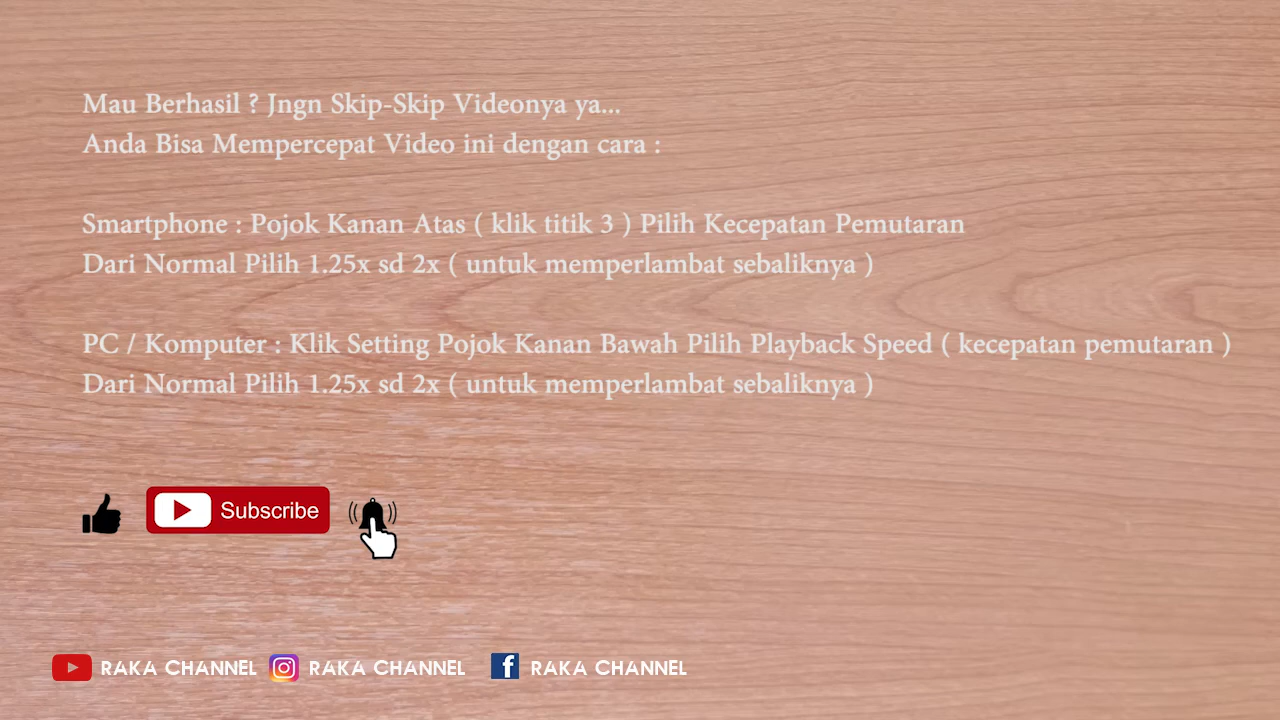 Mau Berhasil ? Jngn Skip-Skip Videonya ya...
Anda Bisa Mempercepat Video ini dengan cara :
Smartphone : Pojok Kanan Atas ( klik titik 3 ) Pilih Kecepatan Pemutaran
Dari Normal Pilih 1.25x sd 2x ( untuk memperlambat sebaliknya )
PC / Komputer : Klik Setting Pojok Kanan Bawah Pilih Playback Speed ( kecepatan pemutaran )
Dari Normal Pilih 1.25x sd 2x ( untuk memperlambat sebaliknya )
Subscribe
RAKA CHANNEL RAKA CHANNEL RAKA CHANNEL